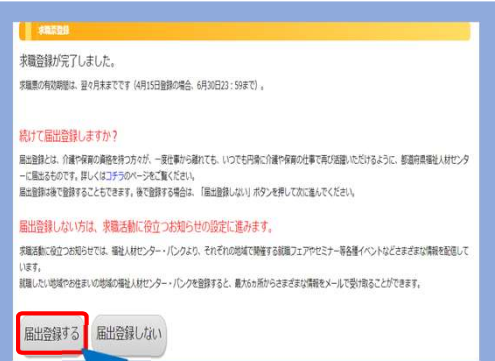 求職票登録
求職登録が完了しました。
求職票の有効期間は、翌々月末までです（4月15日登録の場合、6月30日23：59まで）。
続けて届出登録しますか？
届出登録とは、介護や保育の資格を持つ方々が、一度仕事から離れても、いつでも円滑に介護や保育の仕事で再び活躍いただけるように、都道府県福祉人材センタ
ーに届出るものです。詳しくはコチラのページをご覧ください。
届出登録は後で登録することもできます。後で登録する場合は、「届出登録しない」ボタンを押して次に進んでください。
届出登録しない方は、求職活動に役立つお知らせの設定に進みます。
求職活動に役立つお知らせでは、福祉人材センター・バンクより、それぞれの地域で開催する就職フェアやセミナー等各種イベントなどさまざまな情報を配信して
います。
就職したい地域やお住まいの地域の福祉人材センター・バンクを登録すると、最大6ヵ所からさまざまな情報をメールで受け取ることができます。
届出登録する 届出登録しない